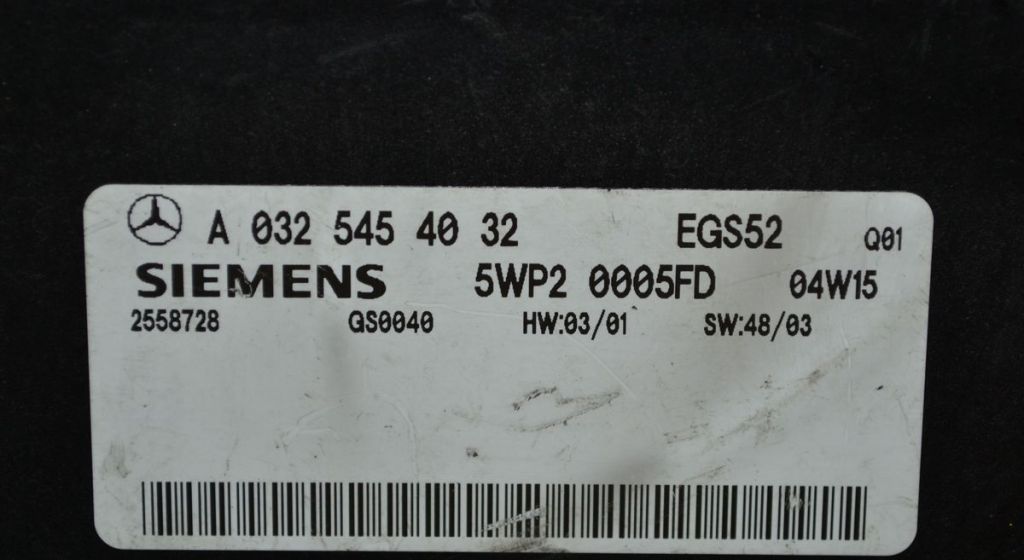 A 032 545 40 32 EGS52 Q01
SIEMENS 5WP2 0005FD 04W15
2558728 GS0040 HW:03/01 SW:48/03